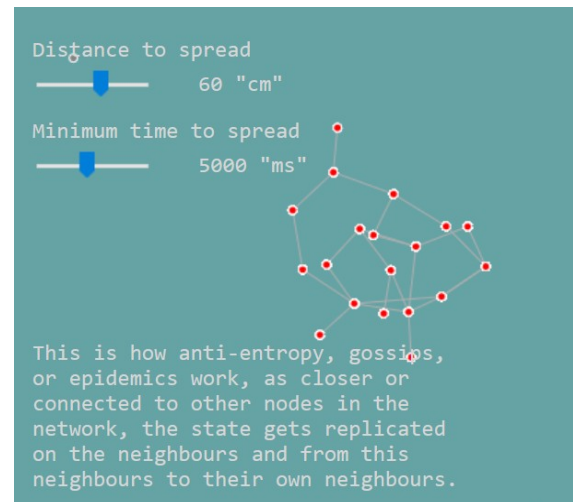 Distance to spread
60 "cm"
Minimum time to spread
5000 "ms"
This is how anti-entropy, gossips,
or epidemics work, as closer or
connected to other nodes in the
network, the state gets replicated
on the neighbours and from this
neighbours to their own neighbours.